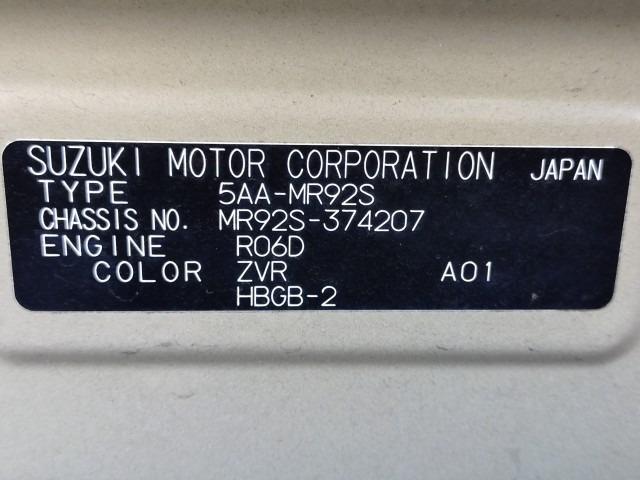 SUZUKI MOTOR CORPORATION JAPAN
TYPE 5AA-MR92S
CHASSIS NO. MR92S-374207
ENGINE R06D
COLOR ZVR A01
HBGB-2